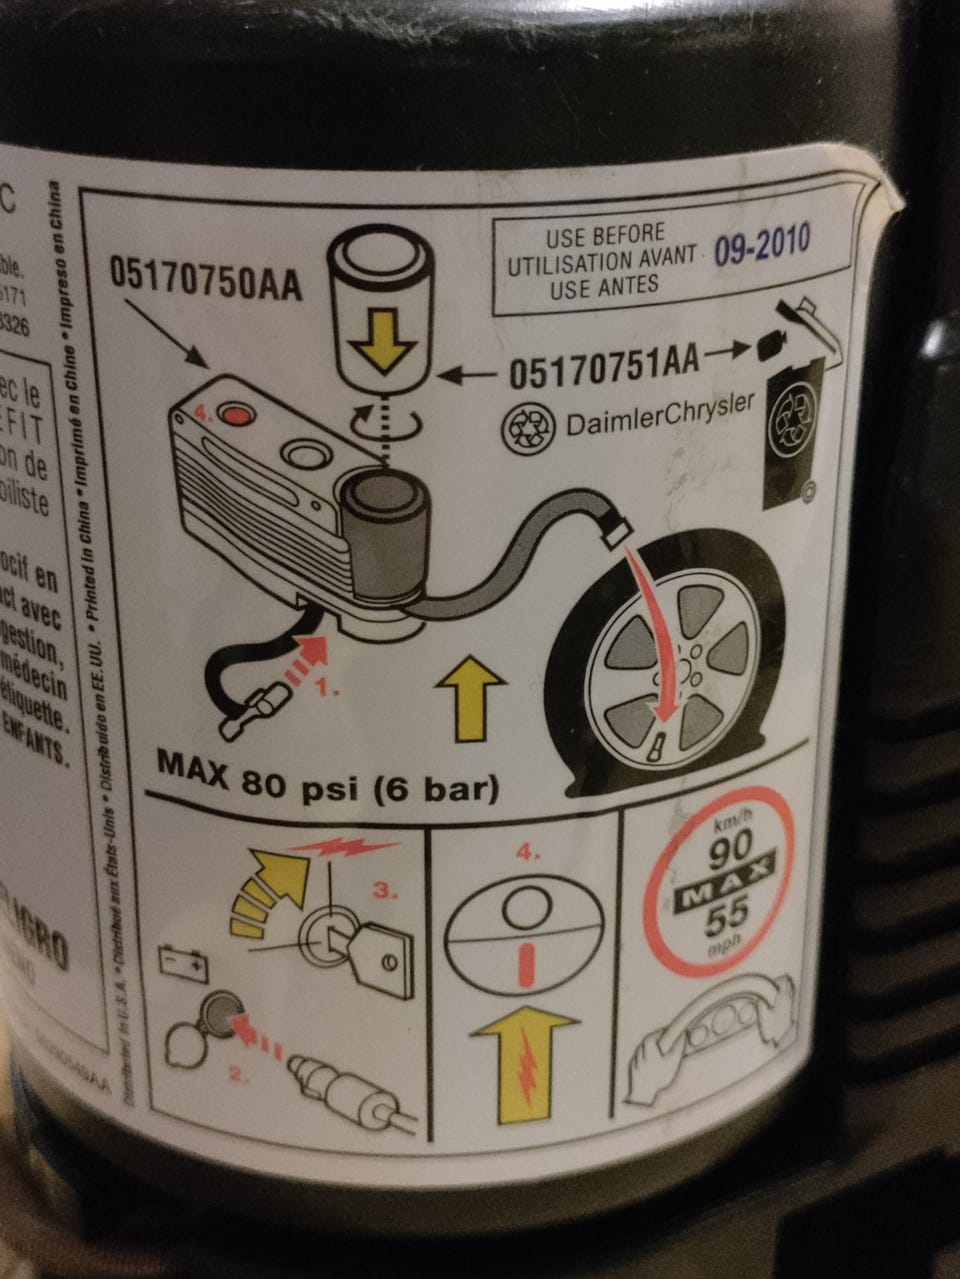 C
ble.
5171
8326
ec le
EFIT
on de
oiliste
ocif en
act avec
gestion,
médecin
étiquette.
ENFANTS.
Distributed in U.S.A. • Distribué aux États-Unis • Distribuido en EE.UU. • Printed in China • Imprimé en Chine • Impreso en China
05170750AA
USE BEFORE
UTILISATION AVANT
USE ANTES
09-2010
05170751AA
DaimlerChrysler
4.
1.
MAX 80 psi (6 bar)
3.
2.
4.
km/h
90
MAX
55
mph